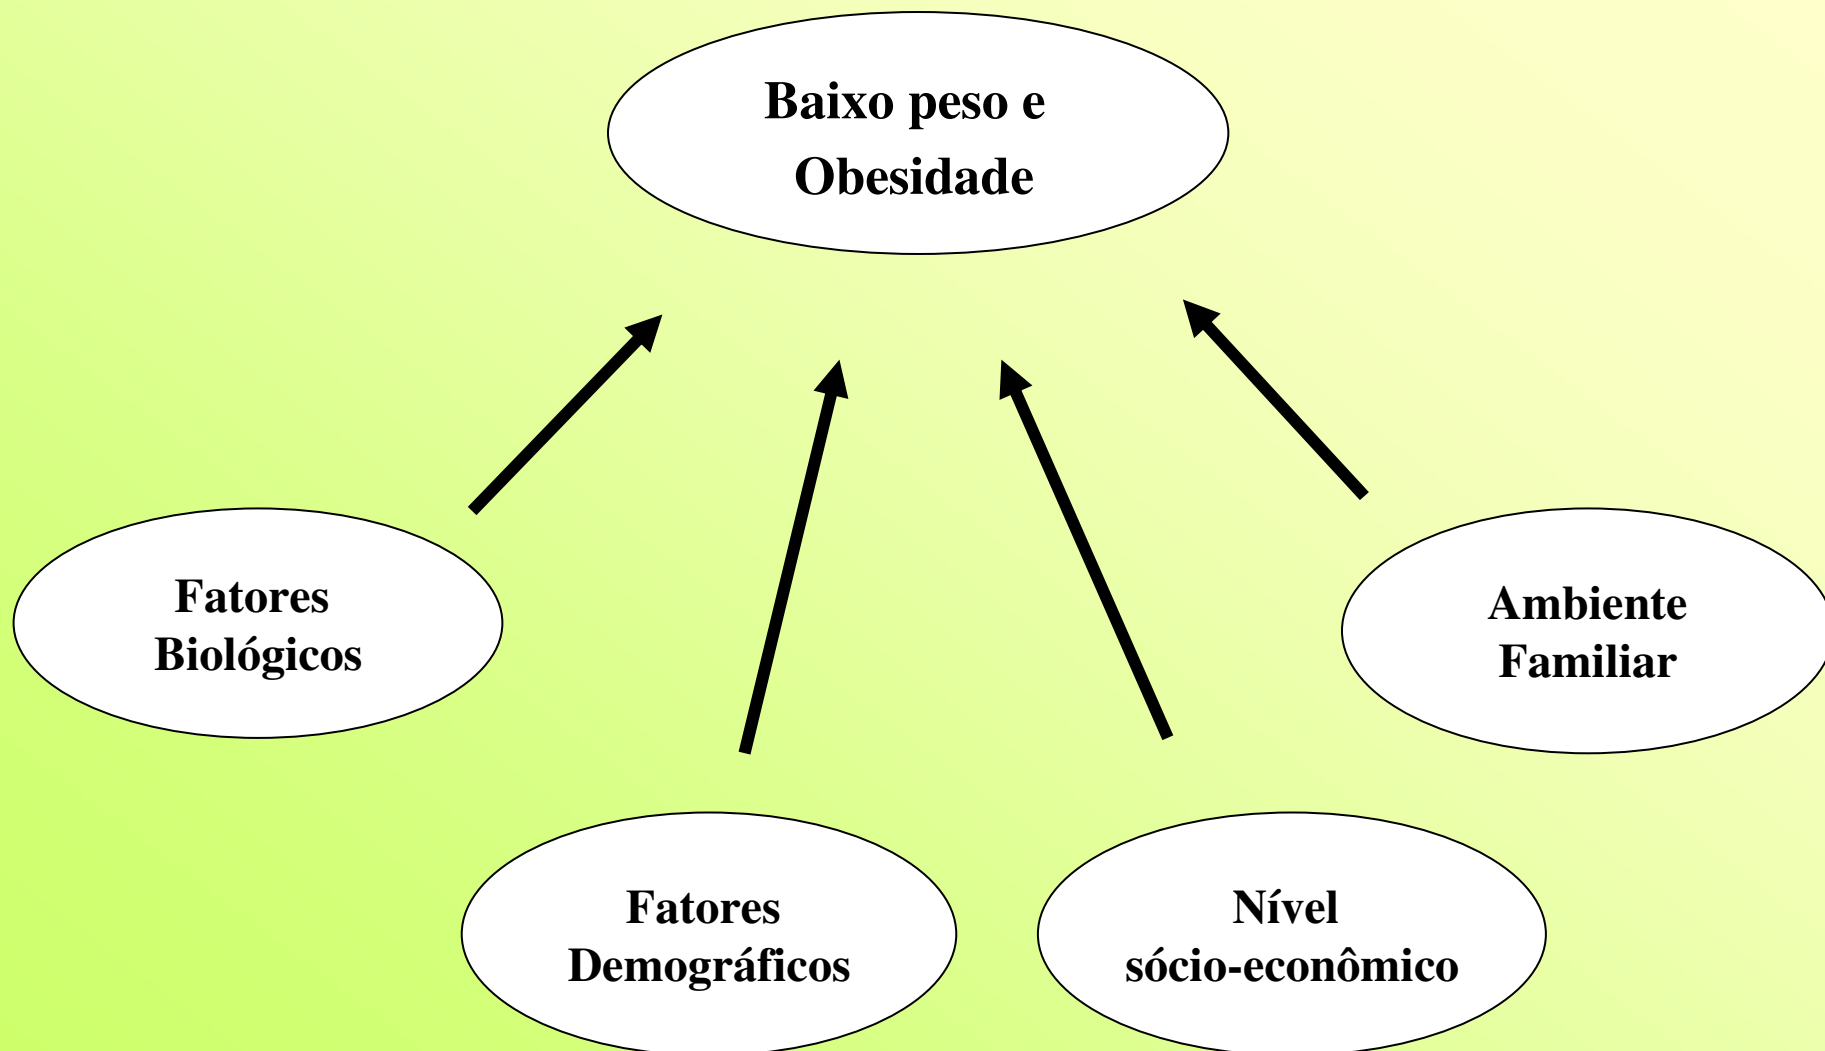 Baixo peso e
Obesidade
Fatores
Biológicos
Ambiente
Familiar
Fatores
Demográficos
Nível
sócio-econômico